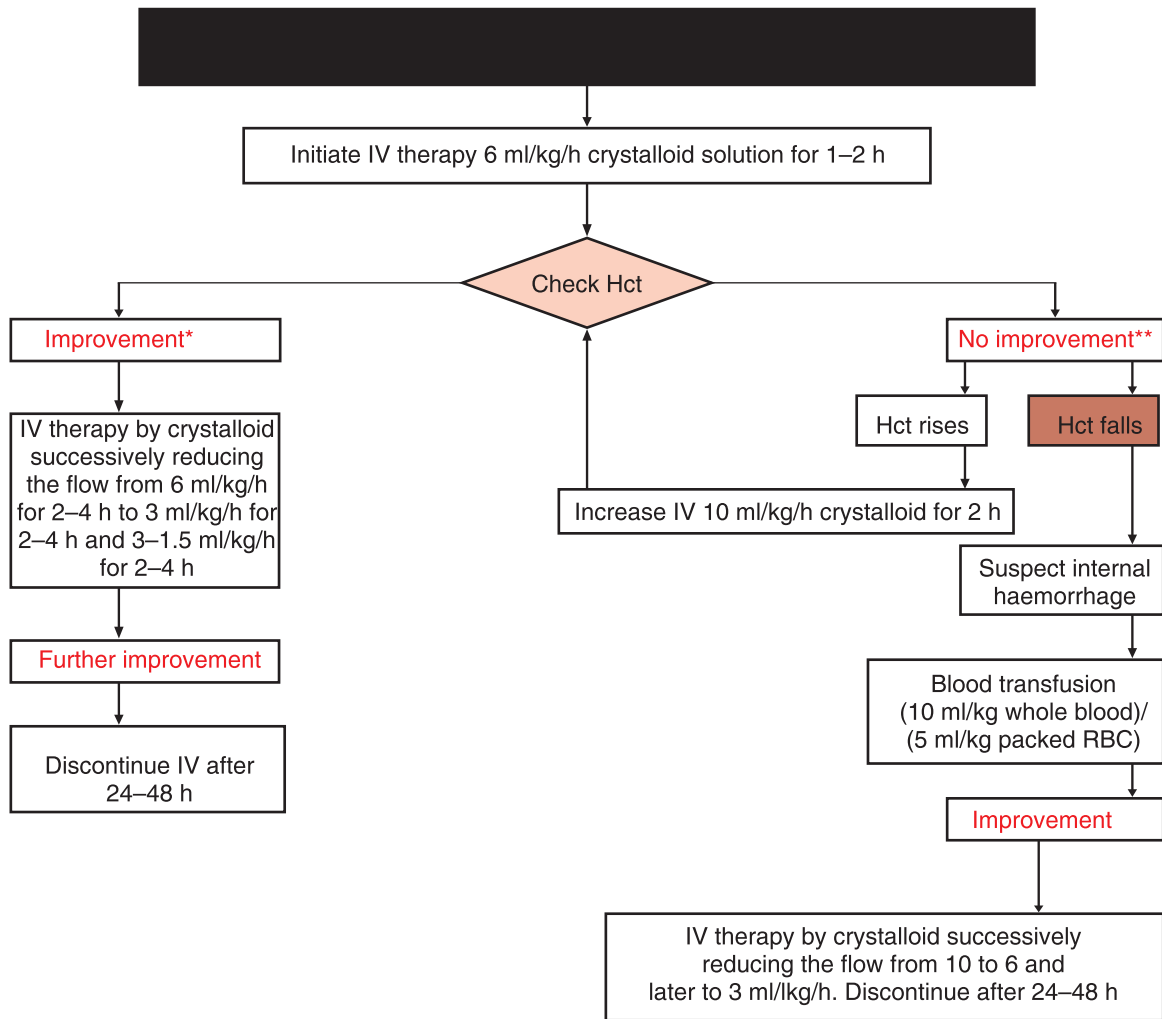 Initiate IV therapy 6 ml/kg/h crystalloid solution for 1–2 h
Check Hct
Improvement*
IV therapy by crystalloid
successively reducing
the flow from 6 ml/kg/h
for 2–4 h to 3 ml/kg/h for
2–4 h and 3–1.5 ml/kg/h
for 2–4 h
Further improvement
Discontinue IV after
24–48 h
No improvement**
Hct rises
Hct falls
Increase IV 10 ml/kg/h crystalloid for 2 h
Suspect internal
haemorrhage
Blood transfusion
(10 ml/kg whole blood)/
(5 ml/kg packed RBC)
Improvement
IV therapy by crystalloid successively
reducing the flow from 10 to 6 and
later to 3 ml/lkg/h. Discontinue after 24–48 h